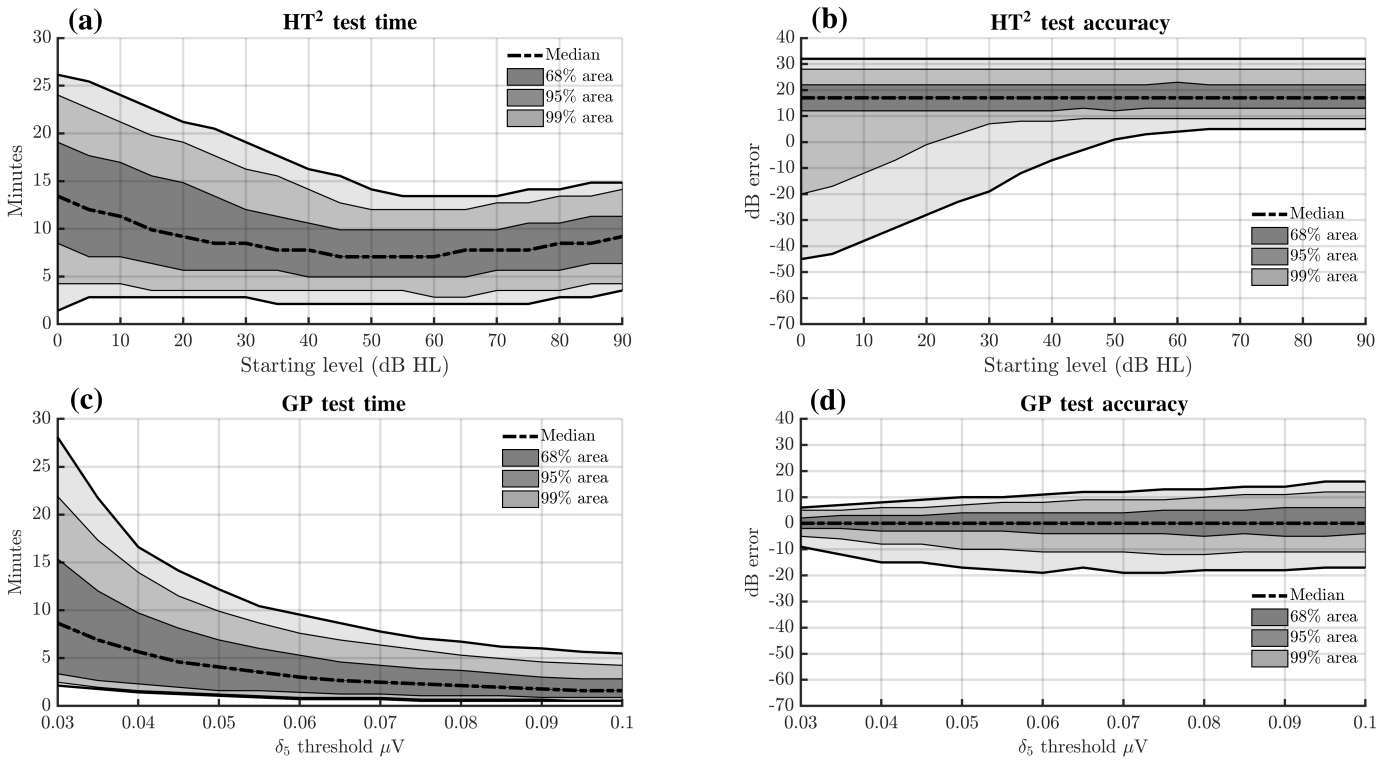 (a)
HT² test time
30
25
20
15
10
5
0
Minutes
Median
68% area
95% area
99% area
0 10 20 30 40 50 60 70 80 90
Starting level (dB HL)
(b)
HT² test accuracy
40
30
20
10
0
-10
-20
-30
-40
-50
-60
-70
dB error
Median
68% area
95% area
99% area
0 10 20 30 40 50 60 70 80 90
Starting level (dB HL)
(c)
GP test time
30
25
20
15
10
5
0
Minutes
Median
68% area
95% area
99% area
0.03 0.04 0.05 0.06 0.07 0.08 0.09 0.1
δ₅ threshold μV
(d)
GP test accuracy
40
30
20
10
0
-10
-20
-30
-40
-50
-60
-70
dB error
Median
68% area
95% area
99% area
0.03 0.04 0.05 0.06 0.07 0.08 0.09 0.1
δ₅ threshold μV